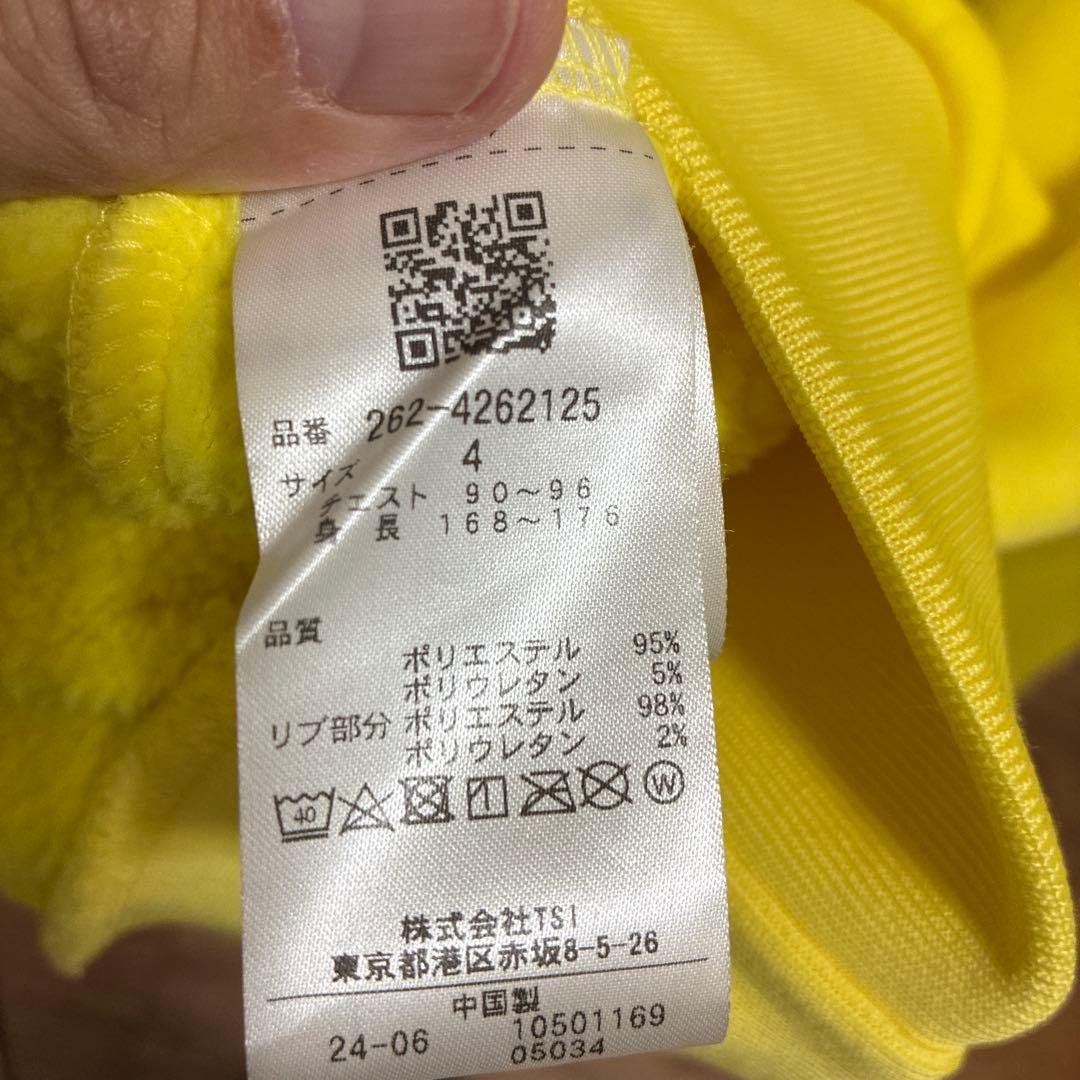 品番 262-4262125
サイズ 4
チェスト 90～96
身長 168～176
品質
ポリエステル 95%
ポリウレタン 5%
リブ部分 ポリエステル 98%
ポリウレタン 2%
40 W
株式会社TSI
東京都港区赤坂8-5-26
中国製
24-06 10501169
05034